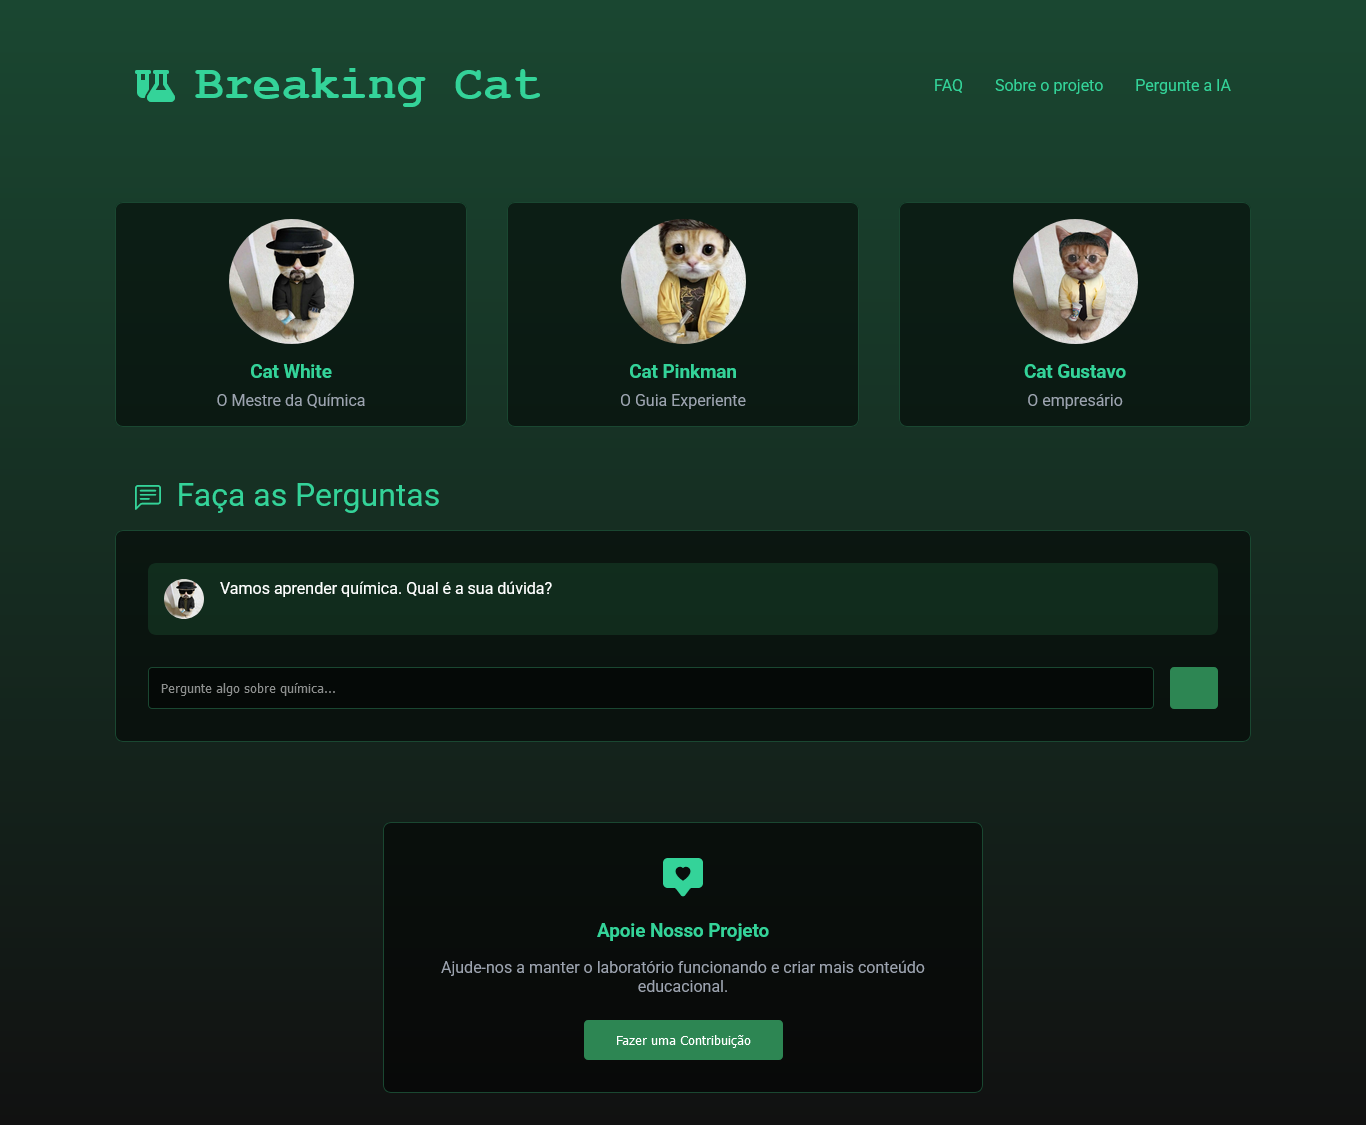 Breaking Cat
FAQ
Sobre o projeto
Pergunte a IA
Cat White
O Mestre da Química
Cat Pinkman
O Guia Experiente
Cat Gustavo
O empresário
Faça as Perguntas
Vamos aprender química. Qual é a sua dúvida?
Pergunte algo sobre química...
Apoie Nosso Projeto
Ajude-nos a manter o laboratório funcionando e criar mais conteúdo
educacional.
Fazer uma Contribuição